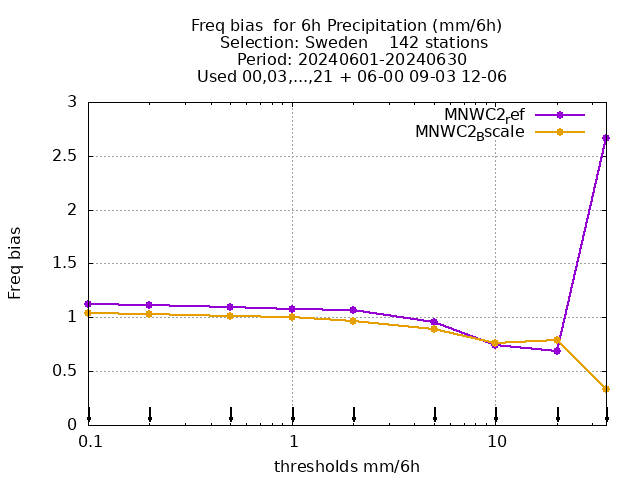 Freq bias  for 6h Precipitation (mm/6h)
Selection: Sweden    142 stations
Period: 20240601-20240630
Used 00,03,...,21 + 06-00 09-03 12-06
MNWC2ref
MNWC2Bscale
3
2.5
2
1.5
1
0.5
0
Freq bias
0.1
1
10
thresholds mm/6h